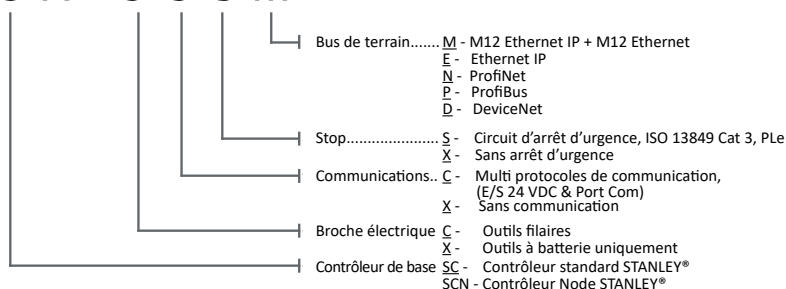 Bus de terrain....... M - M12 Ethernet IP + M12 Ethernet
E - Ethernet IP
N - ProfiNet
P - ProfiBus
D - DeviceNet
Stop...................... S - Circuit d'arrêt d'urgence, ISO 13849 Cat 3, PLe
X - Sans arrêt d'urgence
Communications.. C - Multi protocoles de communication,
(E/S 24 VDC & Port Com)
X - Sans communication
Broche électrique C - Outils filaires
X - Outils à batterie uniquement
Contrôleur de base SC - Contrôleur standard STANLEY®
SCN - Contrôleur Node STANLEY®